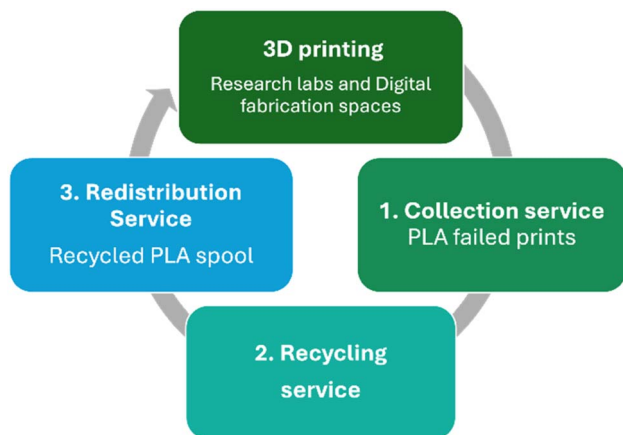 3D printing
Research labs and Digital
fabrication spaces
1. Collection service
PLA failed prints
2. Recycling
service
3. Redistribution
Service
Recycled PLA spool